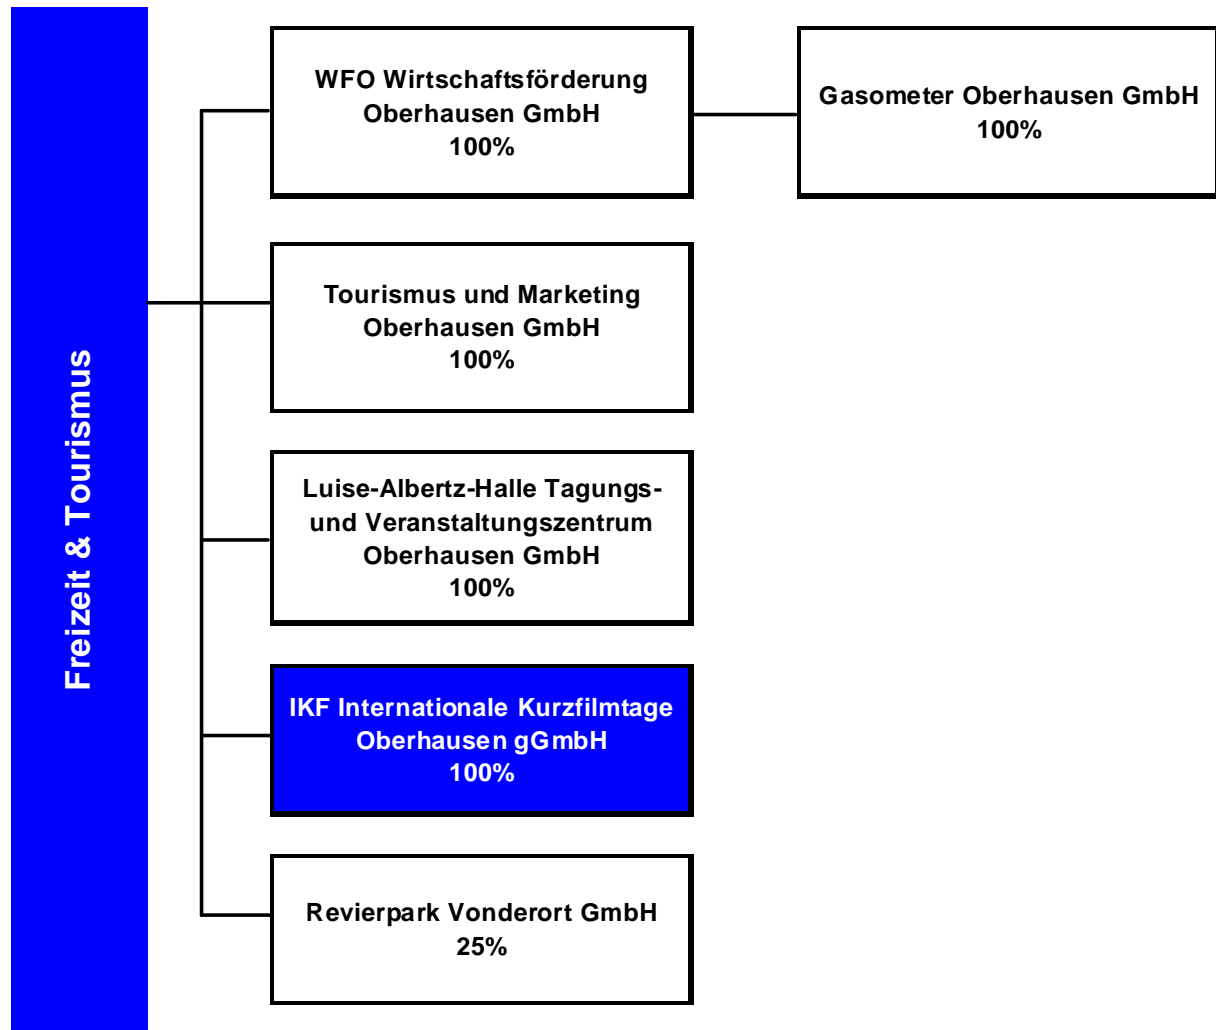 Freizeit & Tourismus
WFO Wirtschaftsförderung
Oberhausen GmbH
100%
Gasometer Oberhausen GmbH
100%
Tourismus und Marketing
Oberhausen GmbH
100%
Luise-Albertz-Halle Tagungs-
und Veranstaltungszentrum
Oberhausen GmbH
100%
IKF Internationale Kurzfilmtage
Oberhausen gGmbH
100%
Revierpark Vonderort GmbH
25%